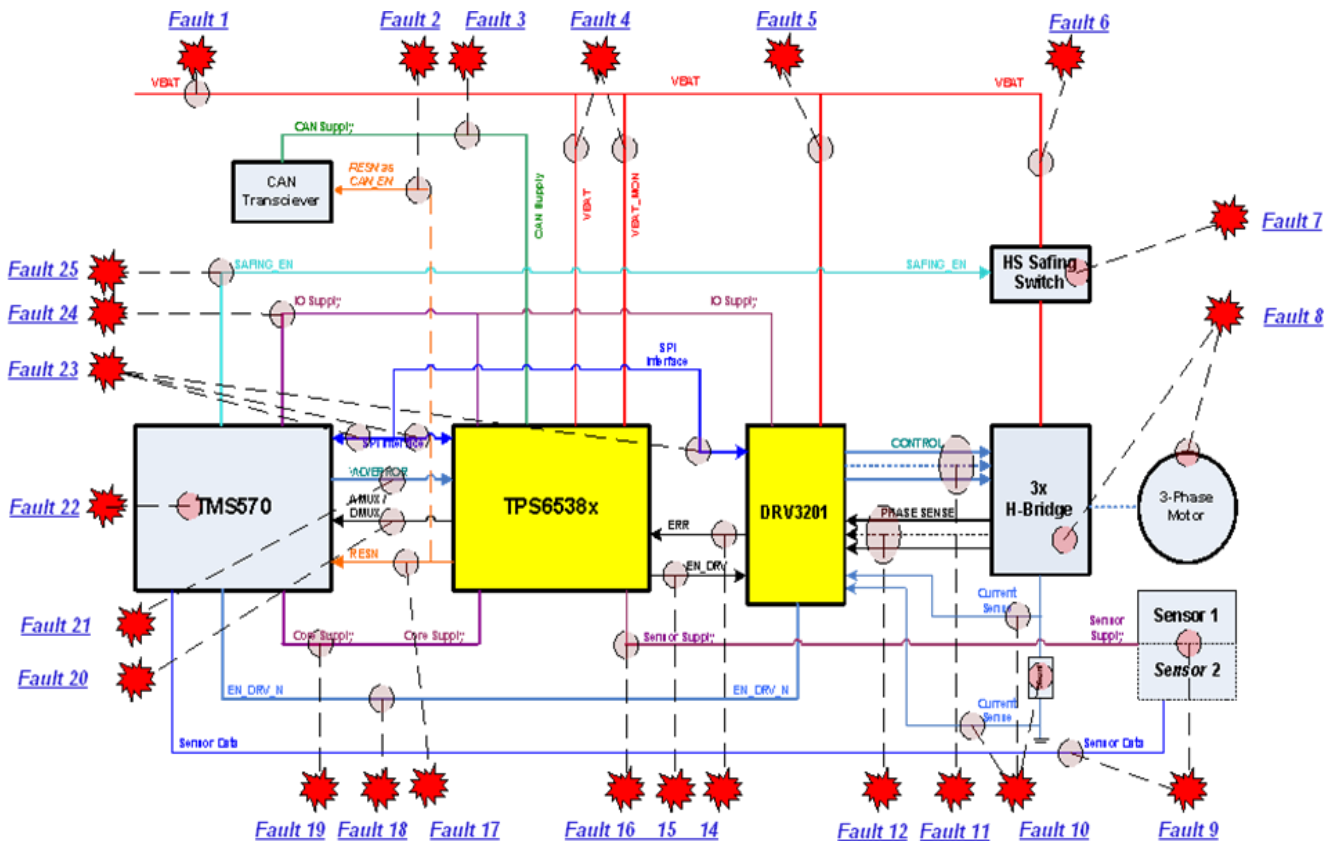 Fault 1
Fault 2
Fault 3
Fault 4
Fault 5
Fault 6
VBAT
VBAT
VBAT
CAN Supply
RESN as
CAN_EN
CAN
Transciever
CAN Supply
VBAT
VBAT_MON
Fault 7
Fault 25
SAFING_EN
SAFING_EN
HS Safing
Switch
Fault 24
IO Supply
IO Supply
Fault 8
SPI
Interface
Fault 23
SPI Interface
CONTROL
TMS570
TPS6538x
DRV3201
3x
H-Bridge
3-Phase
Motor
Fault 22
AMUX /
DMUX
ERR
PHASE SENSE
RESN
EN_DRV
Current
Sense
Fault 21
Core Supply
Core Supply
Sensor Supply
Sensor
Supply
Sensor 1
Sensor 2
Fault 20
EN_DRV_N
EN_DRV_N
Current
Sense
Sensor Data
Sensor Data
Fault 19
Fault 18
Fault 17
Fault 16
15
14
Fault 12
Fault 11
Fault 10
Fault 9